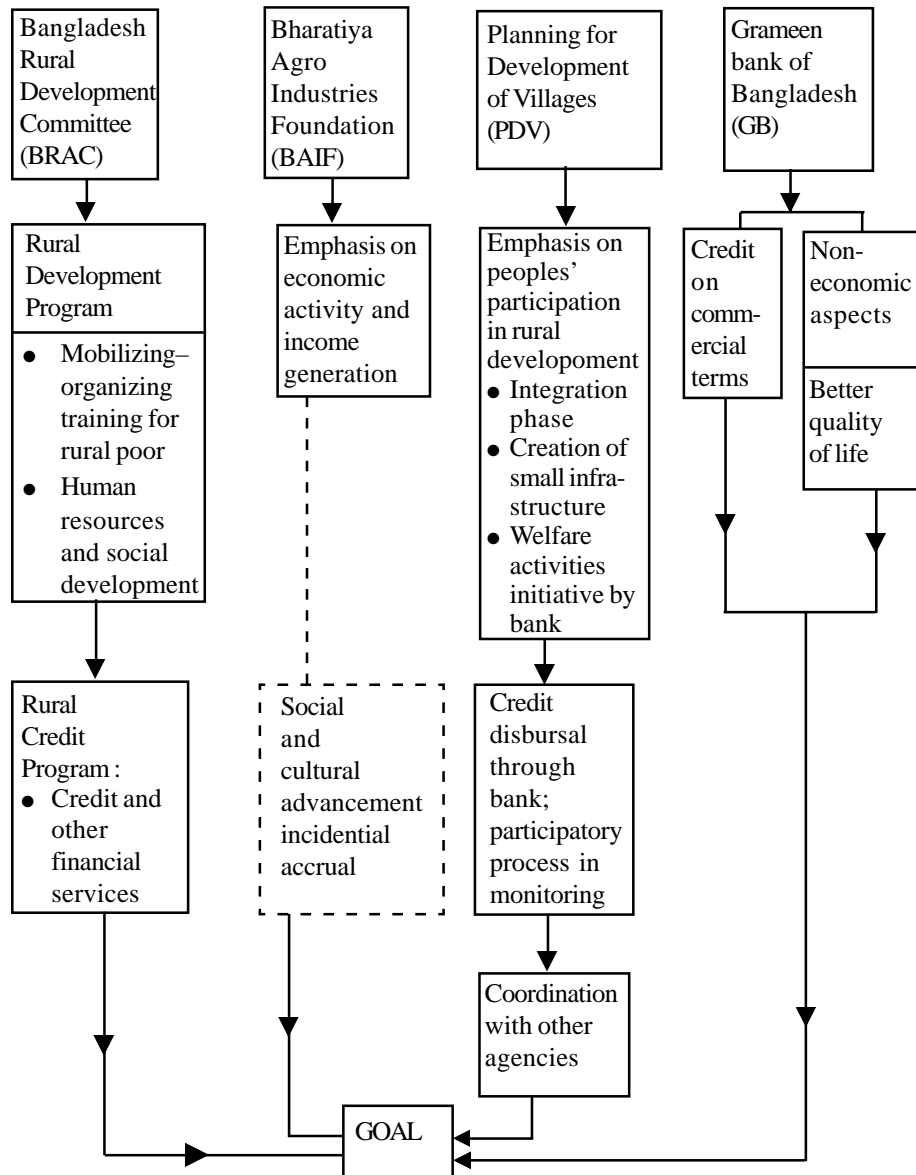 Bangladesh
Rural
Development
Committee
(BRAC)
Bharatiya
Agro
Industries
Foundation
(BAIF)
Planning for
Development
of Villages
(PDV)
Grameen
bank of
Bangladesh
(GB)
Rural
Development
Program
● Mobilizing–
organizing
training for
rural poor
● Human
resources
and social
development
Emphasis on
economic
activity and
income
generation
Emphasis on
peoples'
participation
in rural
developoment
● Integration
phase
● Creation of
small infra-
structure
● Welfare
activities
initiative by
bank
Credit
on
comm-
ercial
terms
Non-
economic
aspects
Better
quality
of life
Rural
Credit
Program :
● Credit and
other
financial
services
Social
and
cultural
advancement
incidential
accrual
Credit
disbursal
through
bank;
participatory
process in
monitoring
Coordination
with other
agencies
GOAL